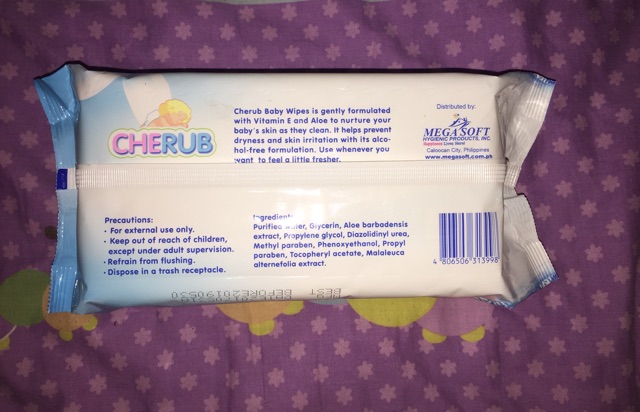 CHERUB
Cherub Baby Wipes is gently formulated
with Vitamin E and Aloe to nurture your
baby's skin as they clean. It helps prevent
dryness and skin irritation with its alco-
hol-free formulation. Use whenever you
want to feel a little fresher.
Distributed by:
MEGASOFT
HYGIENIC PRODUCTS, INC.
Happiness Lives Here!
Caloocan City, Philippines
www.megasoft.com.ph
Precautions:
• For external use only.
• Keep out of reach of children,
except under adult supervision.
• Refrain from flushing.
• Dispose in a trash receptacle.
Ingredients
Purified water, Glycerin, Aloe barbadensis
extract, Propylene glycol, Diazolidinyl urea,
Methyl paraben, Phenoxyethanol, Propyl
paraben, Tocopheryl acetate, Malaleuca
alternefolia extract.
4 806506 313998
BEST
BEFORE